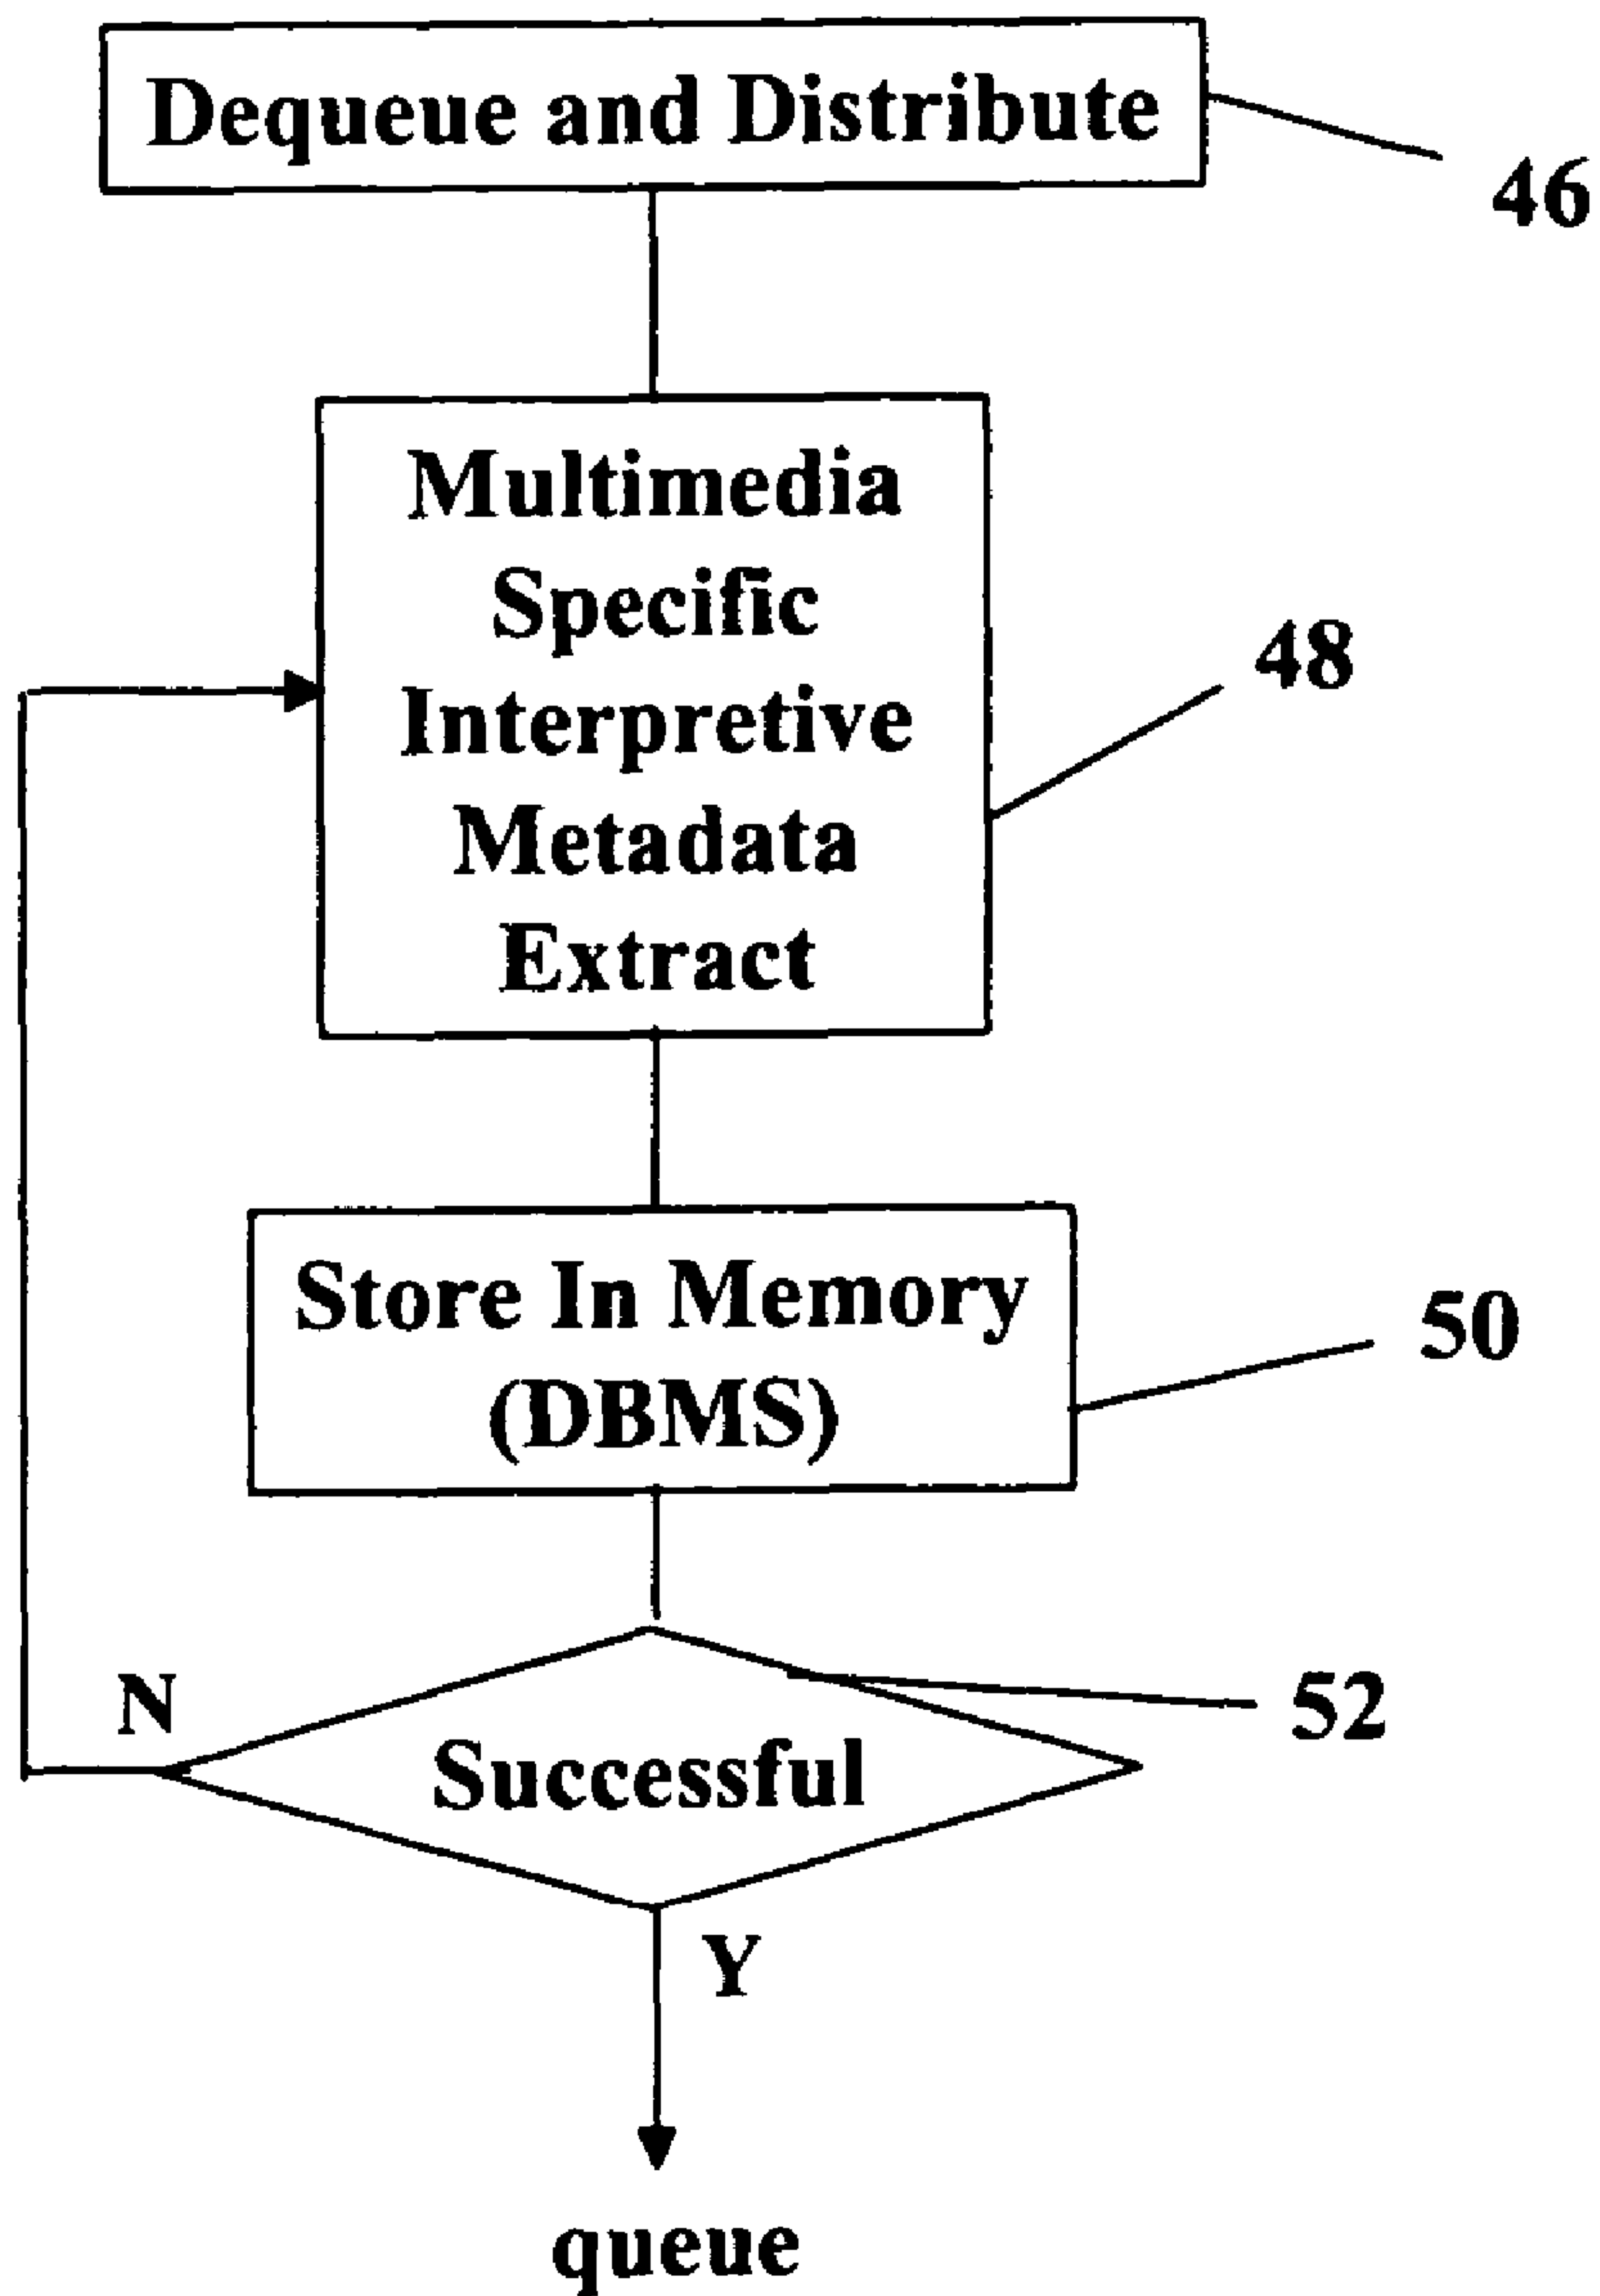 Dequeue and Distribute
46
Multimedia
Specific
Interpretive
Metadata
Extract
48
Store In Memory
(DBMS)
50
N
52
Successful
Y
queue